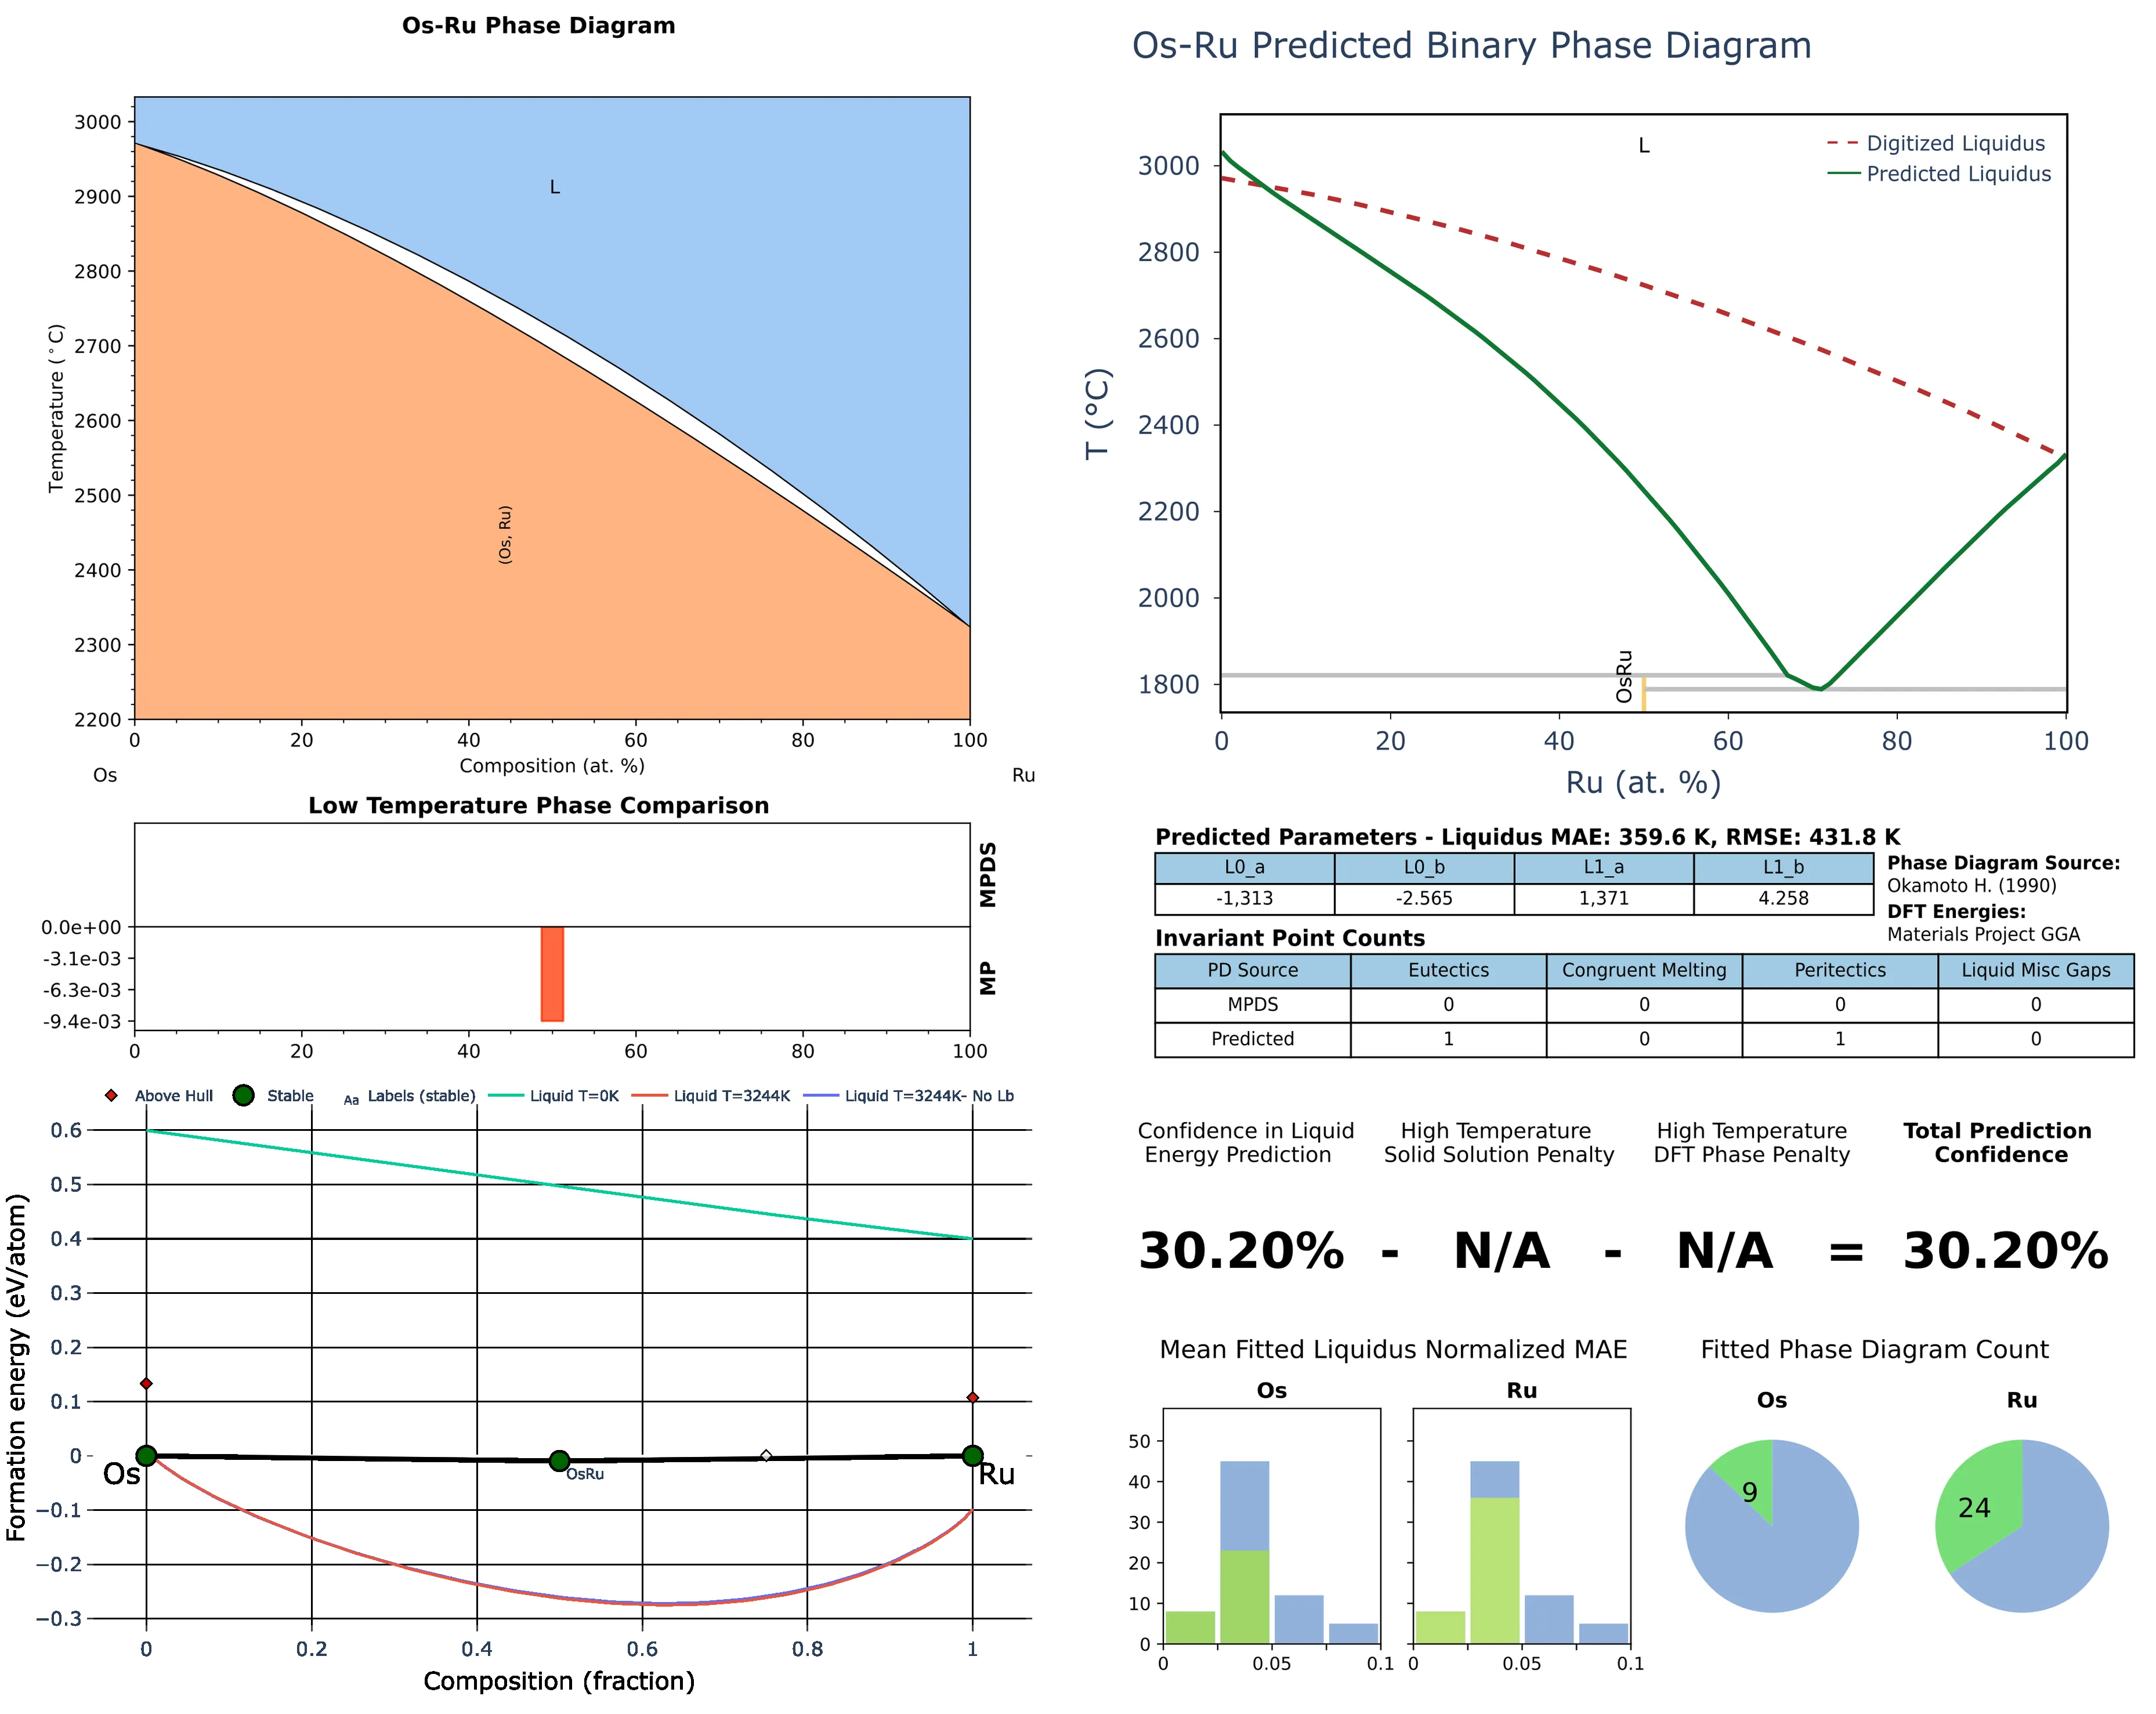 Os-Ru Phase Diagram
3000
2900
2800
2700
2600
2500
2400
2300
2200
Temperature (°C)
L
(Os, Ru)
0 20 40 60 80 100
Composition (at. %)
Os Ru
Low Temperature Phase Comparison
0.0e+00
-3.1e-03
-6.3e-03
-9.4e-03
MPDS
MP
0 20 40 60 80 100
Above Hull Stable Aa Labels (stable) Liquid T=0K Liquid T=3244K Liquid T=3244K- No Lb
0.6
0.5
0.4
0.3
0.2
0.1
0
−0.1
−0.2
−0.3
Formation energy (eV/atom)
Os
OsRu
Ru
0 0.2 0.4 0.6 0.8 1
Composition (fraction)
Os-Ru Predicted Binary Phase Diagram
L
Digitized Liquidus
Predicted Liquidus
3000
2800
2600
2400
2200
2000
1800
T (°C)
OsRu
0 20 40 60 80 100
Ru (at. %)
Predicted Parameters - Liquidus MAE: 359.6 K, RMSE: 431.8 K
L0_a L0_b L1_a L1_b
-1,313 -2.565 1,371 4.258
Phase Diagram Source:
Okamoto H. (1990)
DFT Energies:
Materials Project GGA
Invariant Point Counts
PD Source Eutectics Congruent Melting Peritectics Liquid Misc Gaps
MPDS 0 0 0 0
Predicted 1 0 1 0
Confidence in Liquid High Temperature High Temperature Total Prediction
Energy Prediction Solid Solution Penalty DFT Phase Penalty Confidence
30.20% - N/A - N/A = 30.20%
Mean Fitted Liquidus Normalized MAE
Os Ru
50
40
30
20
10
0
0 0.05 0.1 0 0.05 0.1
Fitted Phase Diagram Count
Os Ru
9 24